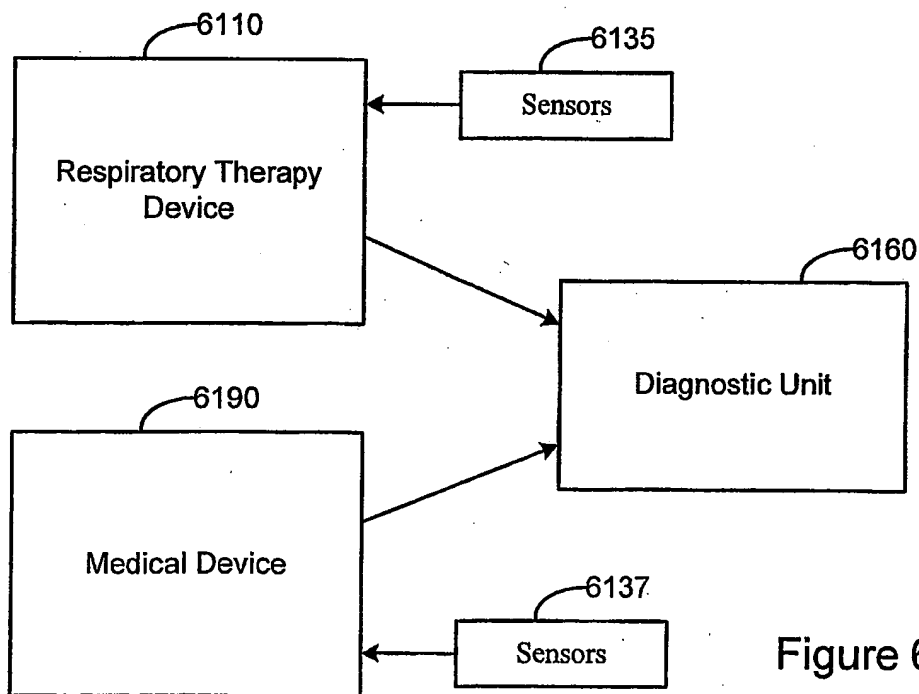 6110
6135
Sensors
Respiratory Therapy
Device
6160
Diagnostic Unit
6190
Medical Device
6137
Sensors
Figure 6